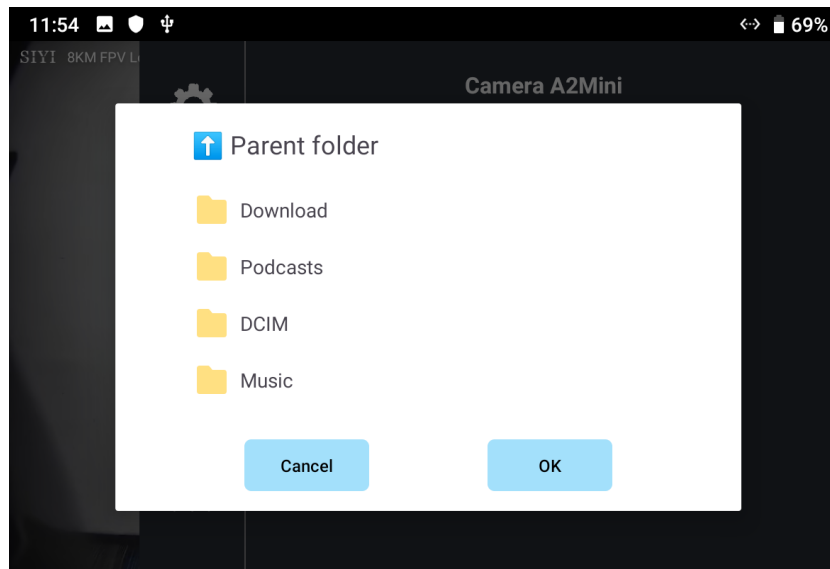 11:54 69%
SIYI 8KM FPV L
Camera A2Mini
Parent folder
Download
Podcasts
DCIM
Music
Cancel OK